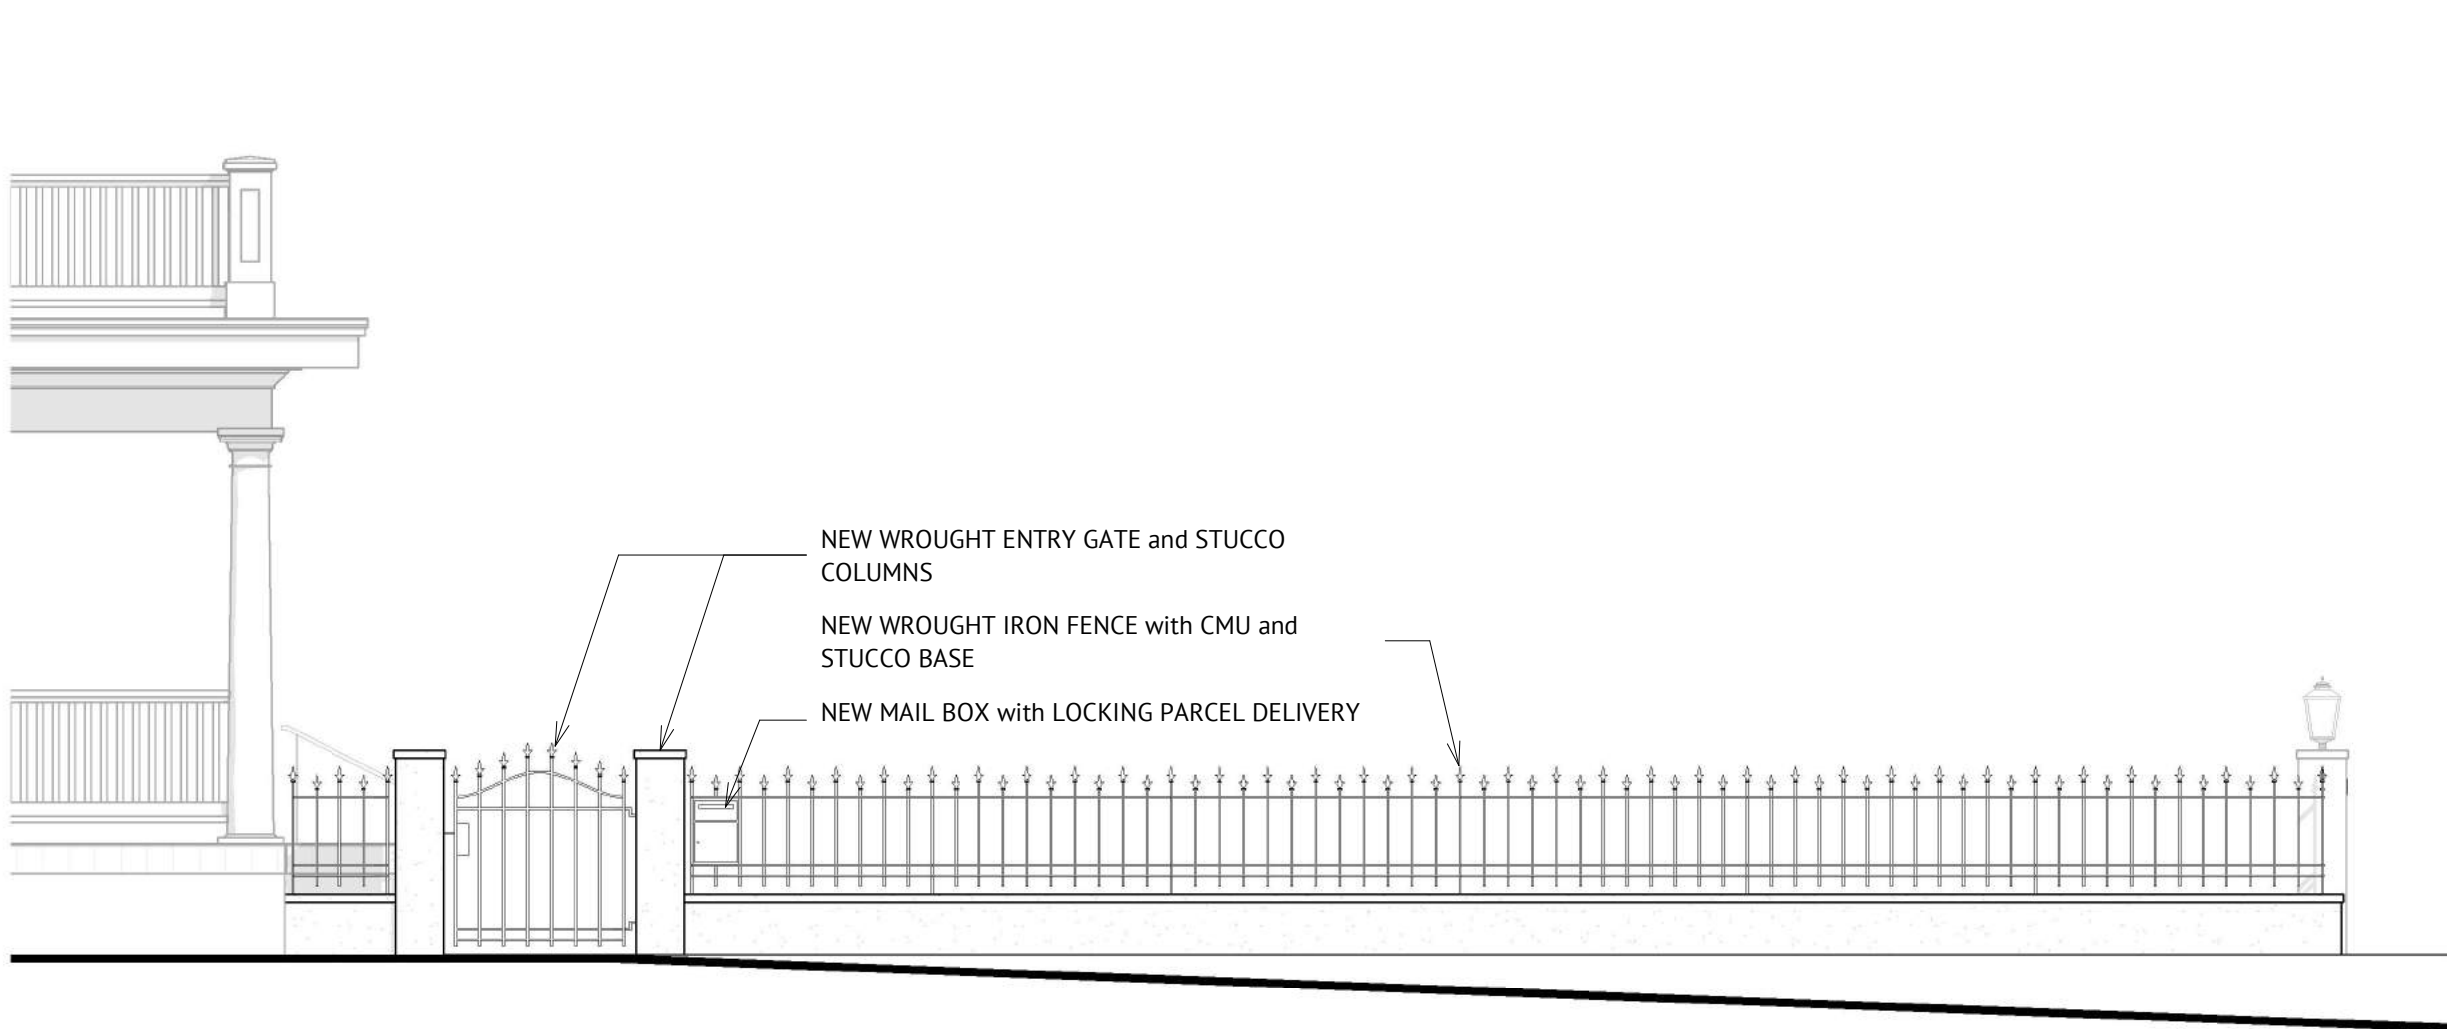 NEW WROUGHT ENTRY GATE and STUCCO
COLUMNS
NEW WROUGHT IRON FENCE with CMU and
STUCCO BASE
NEW MAIL BOX with LOCKING PARCEL DELIVERY